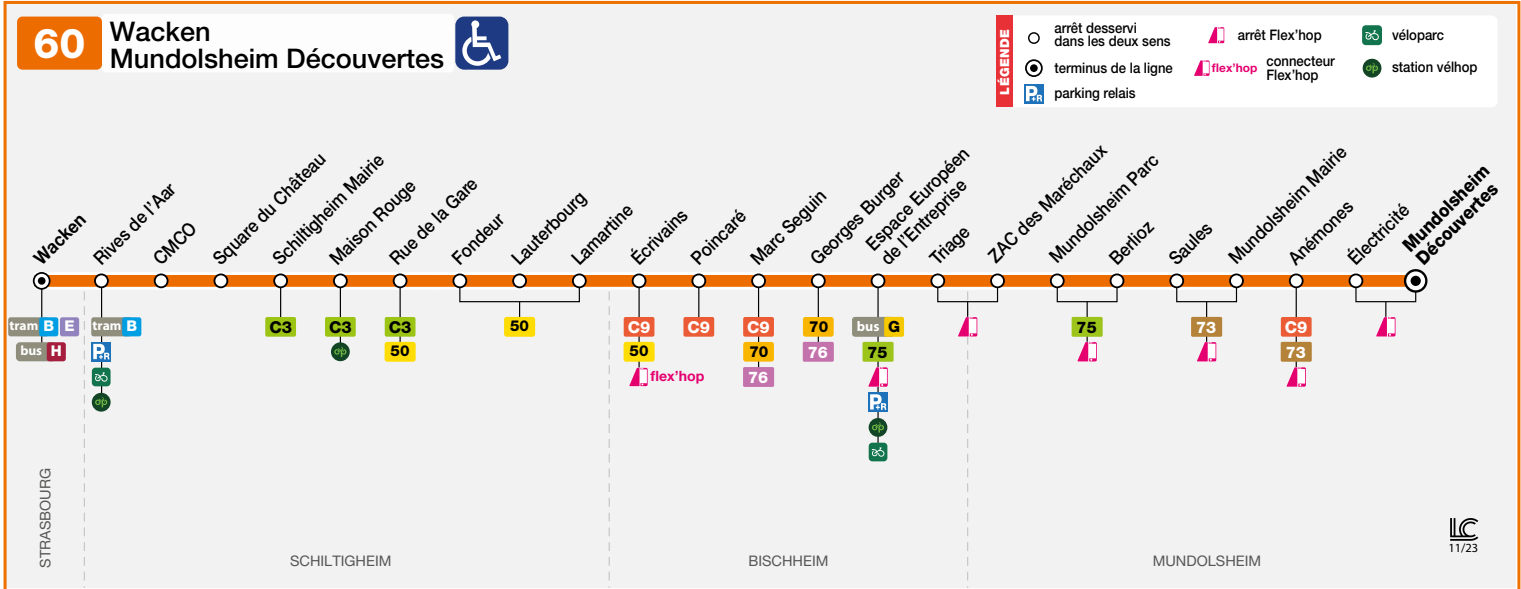 60
Wacken
Mundolsheim Découvertes
LÉGENDE
arrêt desservi
dans les deux sens
terminus de la ligne
P+R parking relais
arrêt Flex'hop
flex'hop connecteur
Flex'hop
véloparc
station vélhop
Wacken
Rives de l'Aar
CMCO
Square du Château
Schiltigheim Mairie
Maison Rouge
Rue de la Gare
Fondeur
Lauterbourg
Lamartine
Écrivains
Poincaré
Marc Seguin
Georges Burger
Espace Européen
de l'Entreprise
Triage
ZAC des Maréchaux
Mundolsheim Parc
Berlioz
Saules
Mundolsheim Mairie
Anémones
Électricité
Mundolsheim
Découvertes
tram B E
bus H
tram B
P+R
C3
C3
C3
50
50
C9
50
flex'hop
C9
C9
70
76
70
76
bus G
75
P+R
75
73
C9
73
STRASBOURG
SCHILTIGHEIM
BISCHHEIM
MUNDOLSHEIM
LC
11/23